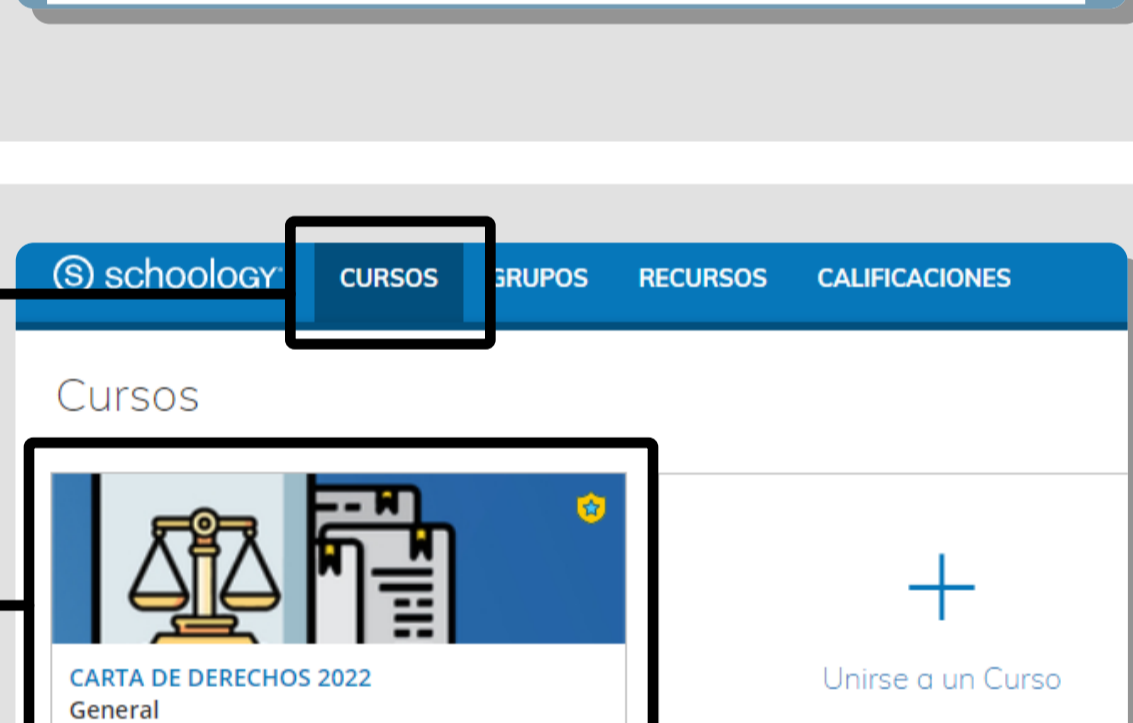 schoology CURSOS GRUPOS RECURSOS CALIFICACIONES
Cursos
CARTA DE DERECHOS 2022
General
Unirse a un Curso